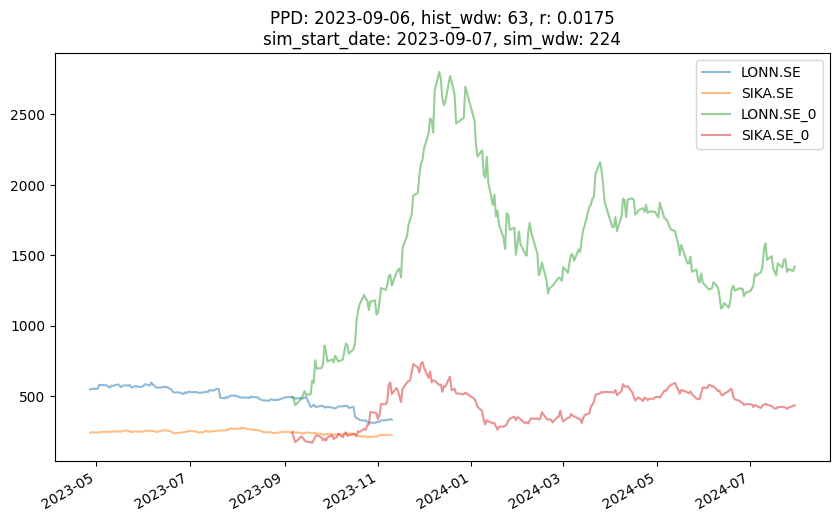 PPD: 2023-09-06, hist_wdw: 63, r: 0.0175
sim_start_date: 2023-09-07, sim_wdw: 224
LONN.SE
SIKA.SE
LONN.SE_0
SIKA.SE_0
2500
2000
1500
1000
500
2023-05
2023-07
2023-09
2023-11
2024-01
2024-03
2024-05
2024-07